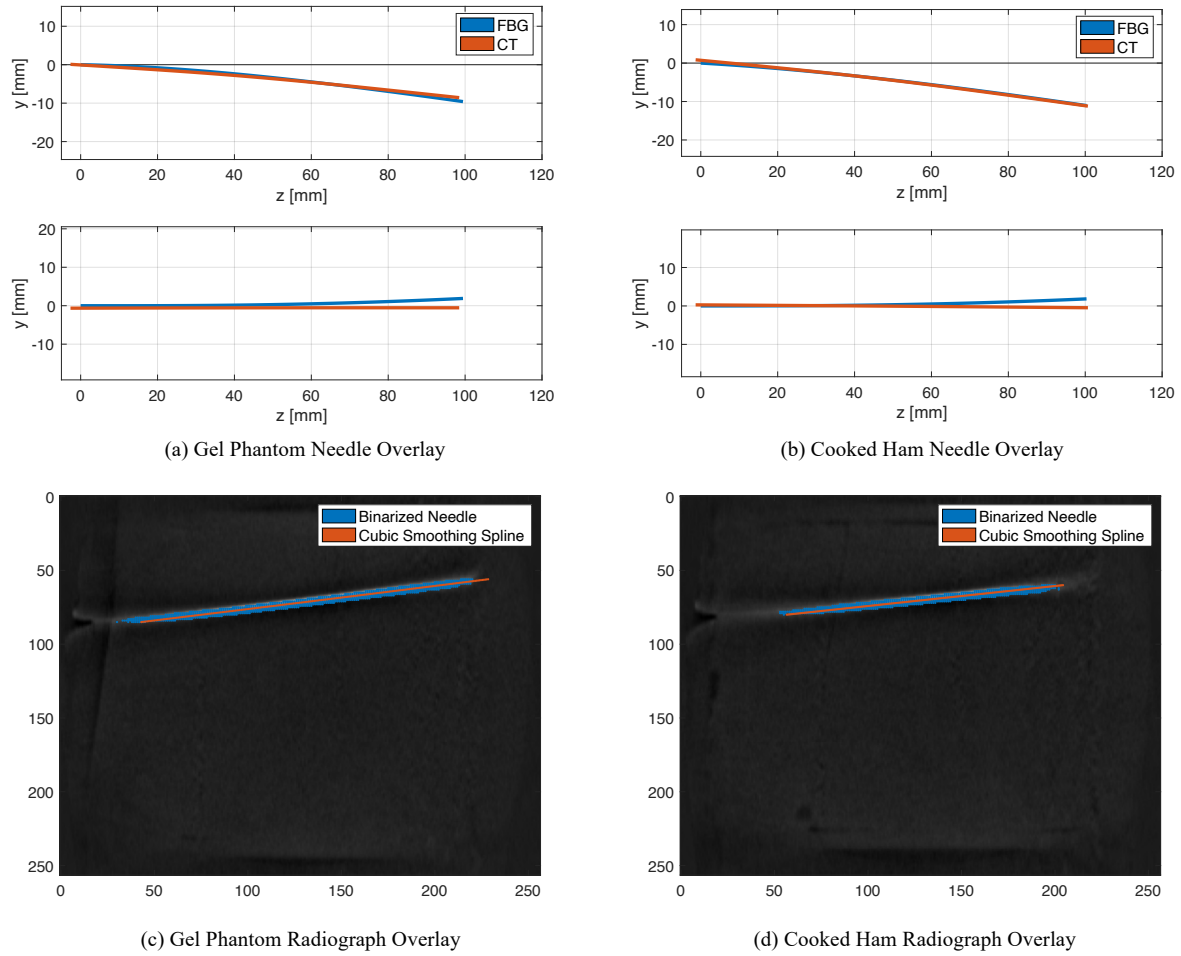 10
0
-10
-20
y [mm]
0 20 40 60 80 100 120
z [mm]
FBG
CT
20
10
0
-10
y [mm]
0 20 40 60 80 100 120
z [mm]
(a) Gel Phantom Needle Overlay
10
0
-10
-20
y [mm]
0 20 40 60 80 100 120
z [mm]
FBG
CT
10
0
-10
y [mm]
0 20 40 60 80 100 120
z [mm]
(b) Cooked Ham Needle Overlay
0
50
100
150
200
250
0 50 100 150 200 250
Binarized Needle
Cubic Smoothing Spline
(c) Gel Phantom Radiograph Overlay
0
50
100
150
200
250
0 50 100 150 200 250
Binarized Needle
Cubic Smoothing Spline
(d) Cooked Ham Radiograph Overlay